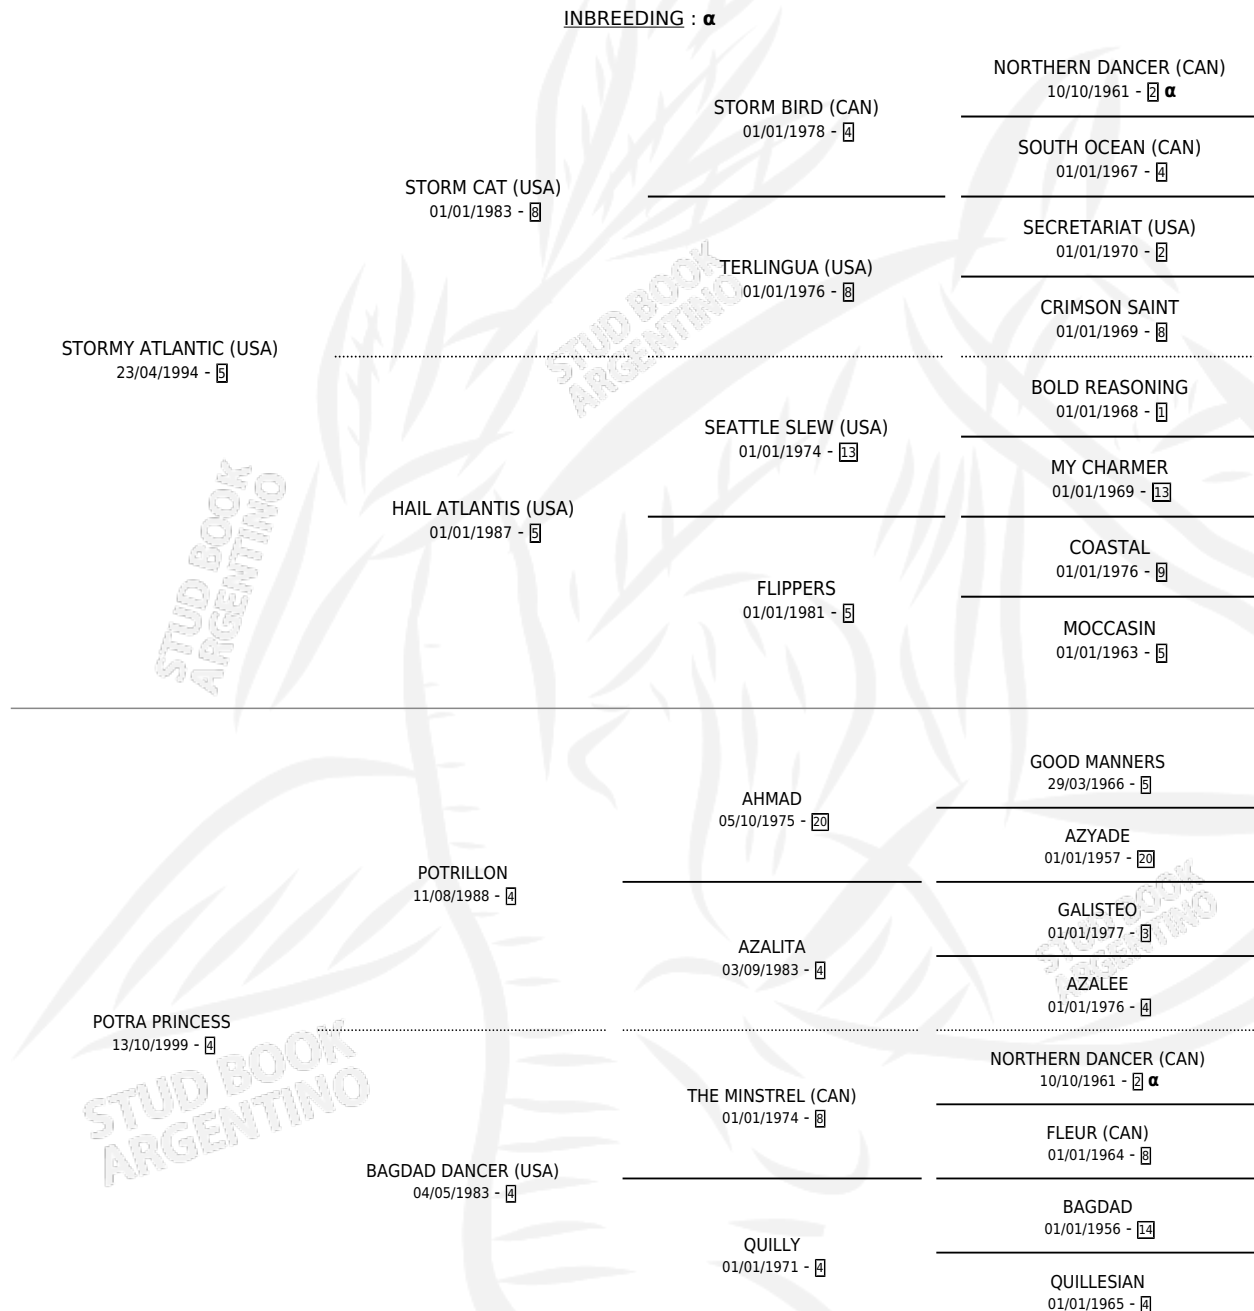 INBREEDING : α
NORTHERN DANCER (CAN)
10/10/1961 - 2 α
STORM BIRD (CAN)
01/01/1978 - 4
SOUTH OCEAN (CAN)
01/01/1967 - 4
STORM CAT (USA)
01/01/1983 - 8
SECRETARIAT (USA)
01/01/1970 - 2
TERLINGUA (USA)
01/01/1976 - 8
CRIMSON SAINT
01/01/1969 - 8
STORMY ATLANTIC (USA)
23/04/1994 - 5
BOLD REASONING
01/01/1968 - 1
SEATTLE SLEW (USA)
01/01/1974 - 13
MY CHARMER
01/01/1969 - 13
HAIL ATLANTIS (USA)
01/01/1987 - 5
COASTAL
01/01/1976 - 9
FLIPPERS
01/01/1981 - 5
MOCCASIN
01/01/1963 - 5
GOOD MANNERS
29/03/1966 - 5
AHMAD
05/10/1975 - 20
AZYADE
01/01/1957 - 20
POTRILLON
11/08/1988 - 4
GALISTEO
01/01/1977 - 3
AZALITA
03/09/1983 - 4
AZALEE
01/01/1976 - 4
POTRA PRINCESS
13/10/1999 - 4
NORTHERN DANCER (CAN)
10/10/1961 - 2 α
THE MINSTREL (CAN)
01/01/1974 - 8
FLEUR (CAN)
01/01/1964 - 8
BAGDAD DANCER (USA)
04/05/1983 - 4
BAGDAD
01/01/1956 - 14
QUILLY
01/01/1971 - 4
QUILLESIAN
01/01/1965 - 4
STUD BOOK
ARGENTINO
STUD BOOK
ARGENTINO
STUD BOOK
ARGENTINO
STUD BOOK
ARGENTINO